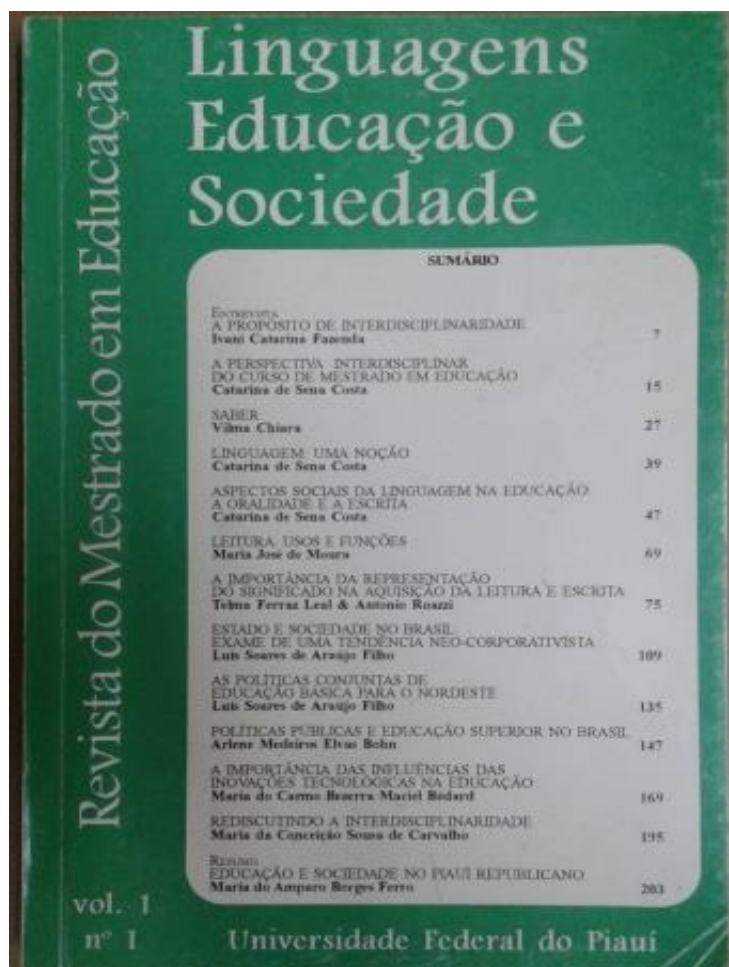 Linguagens
Educação e
Sociedade
Revista do Mestrado em Educação
SUMÁRIO
ENTREVISTA
A PROPÓSITO DE INTERDISCIPLINARIDADE
Ivani Catarina Fazenda 7
A PERSPECTIVA INTERDISCIPLINAR
DO CURSO DE MESTRADO EM EDUCAÇÃO
Catarina de Sena Costa 15
SABER
Vilma Chiara 27
LINGUAGEM: UMA NOÇÃO
Catarina de Sena Costa 39
ASPECTOS SOCIAIS DA LINGUAGEM NA EDUCAÇÃO:
A ORALIDADE E A ESCRITA
Catarina de Sena Costa 47
LEITURA: USOS E FUNÇÕES
Maria José de Moura 69
A IMPORTÂNCIA DA REPRESENTAÇÃO
DO SIGNIFICADO NA AQUISIÇÃO DA LEITURA E ESCRITA
Telma Ferraz Leal & Antonio Roazzi 75
ESTADO E SOCIEDADE NO BRASIL:
EXAME DE UMA TENDÊNCIA NEO-CORPORATIVISTA
Luís Soares de Araújo Filho 109
AS POLÍTICAS CONJUNTAS DE
EDUCAÇÃO BÁSICA PARA O NORDESTE
Luís Soares de Araújo Filho 135
POLÍTICAS PÚBLICAS E EDUCAÇÃO SUPERIOR NO BRASIL
Arlene Medeiros Bohn 147
A IMPORTÂNCIA DAS INFLUÊNCIAS DAS
INOVAÇÕES TECNOLÓGICAS NA EDUCAÇÃO
Maria do Carmo Bezerra Maciel Bédard 169
REDISCUTINDO A INTERDISCIPLINARIDADE
Maria da Conceição Sousa de Carvalho 195
RESUMO
EDUCAÇÃO E SOCIEDADE NO PIAUÍ REPUBLICANO
Maria do Amparo Borges Ferro 203
vol. 1
nº 1
Universidade Federal do Piauí